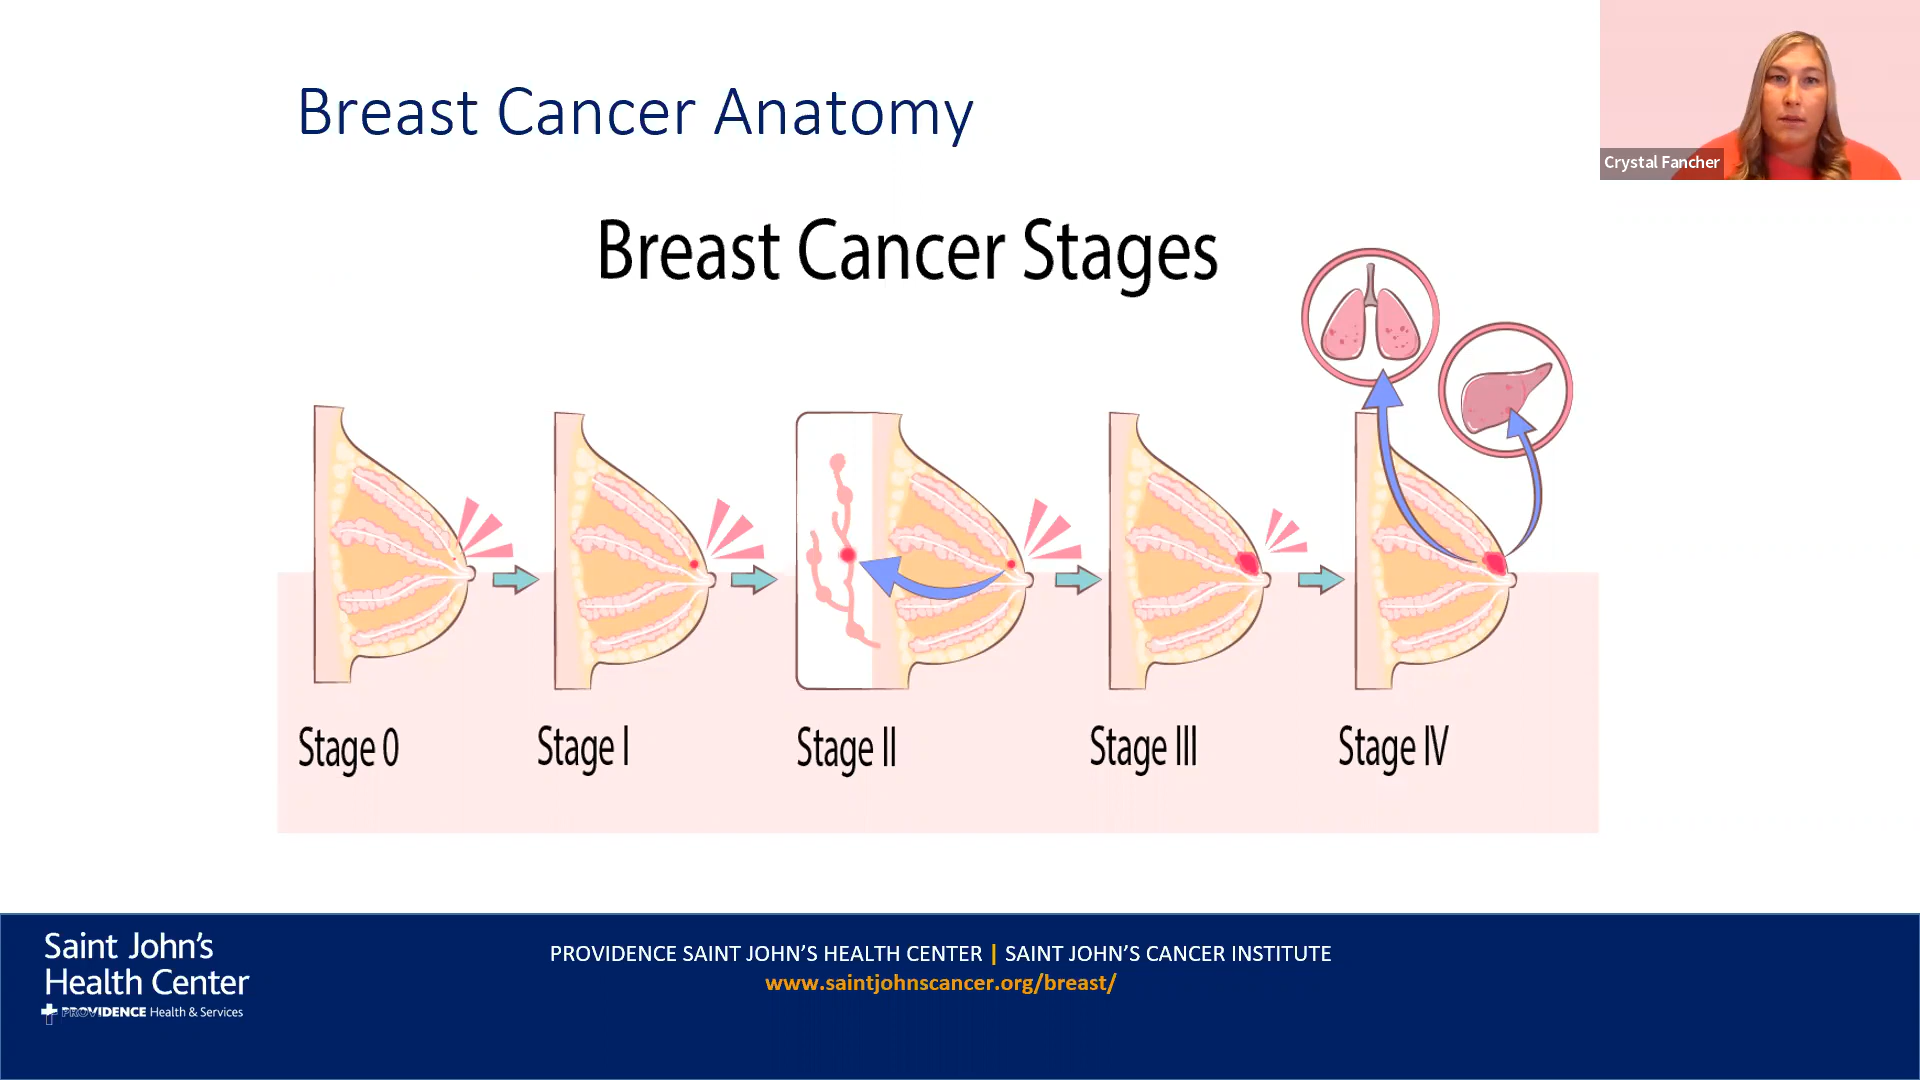 Breast Cancer Anatomy
Crystal Fancher
Breast Cancer Stages
Stage 0
Stage I
Stage II
Stage III
Stage IV
Saint John's
Health Center
PROVIDENCE Health & Services
PROVIDENCE SAINT JOHN'S HEALTH CENTER | SAINT JOHN'S CANCER INSTITUTE
www.saintjohnscancer.org/breast/